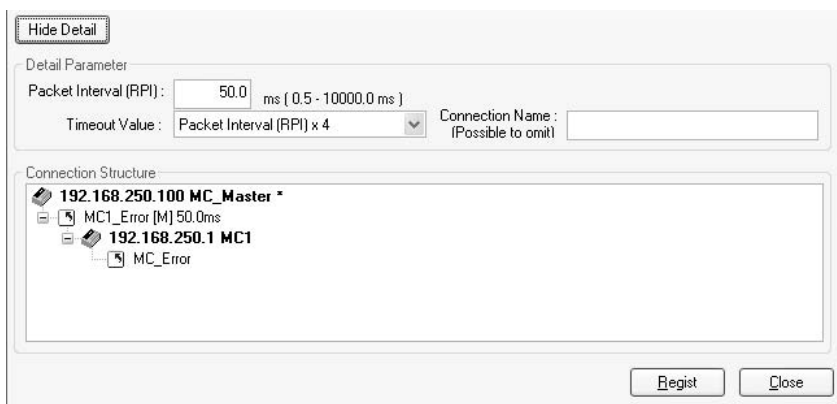 Hide Detail
Detail Parameter
Packet Interval (RPI) : 50.0 ms ( 0.5 - 10000.0 ms )
Timeout Value : Packet Interval (RPI) x 4 Connection Name :
(Possible to omit)
Connection Structure
192.168.250.100 MC_Master *
MC1_Error [M] 50.0ms
192.168.250.1 MC1
MC_Error
Regist Close